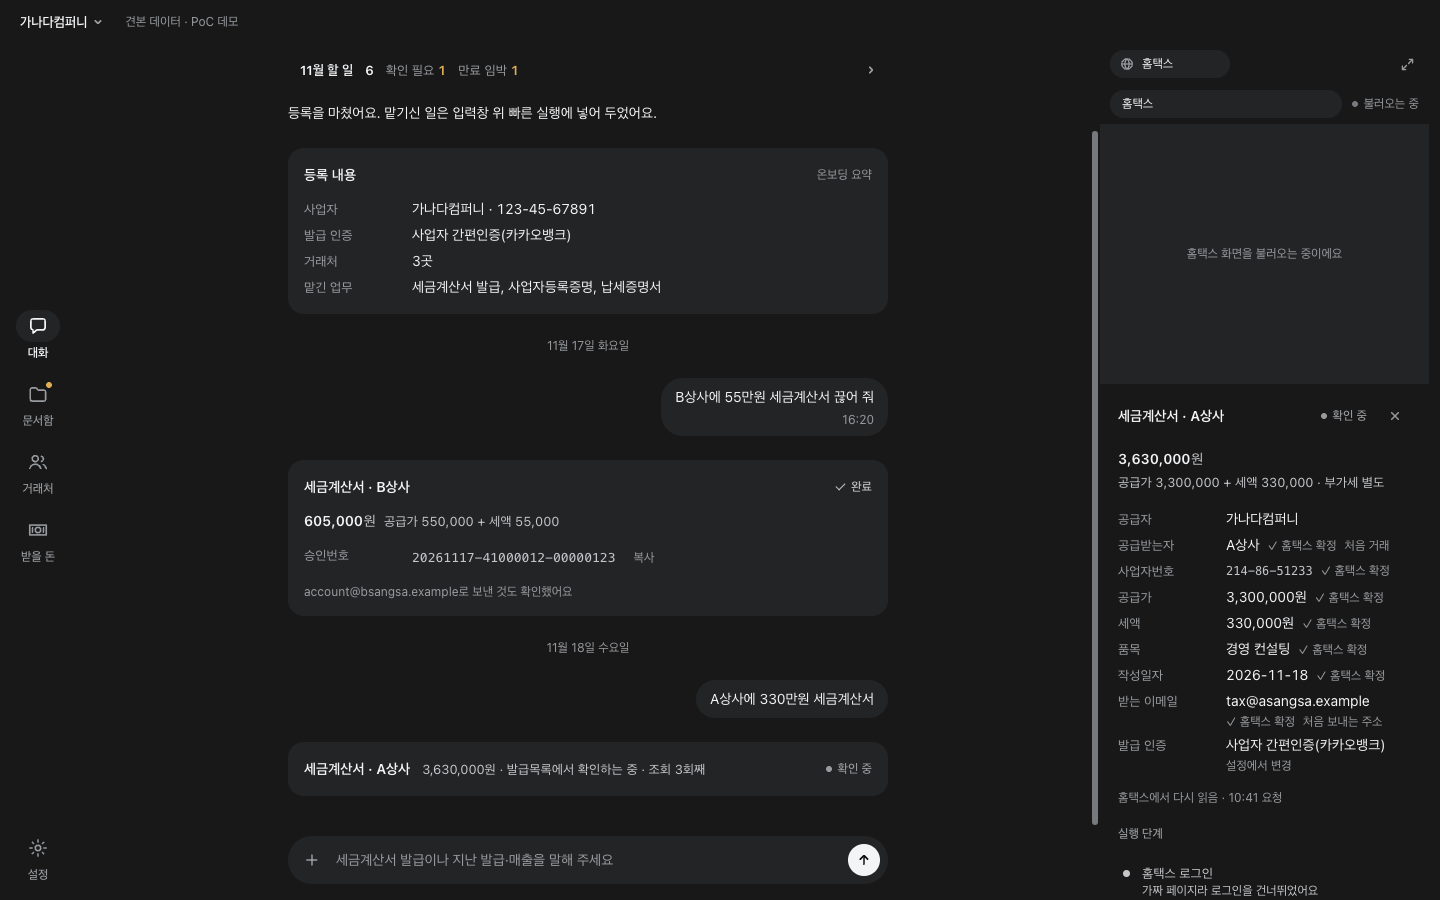 가나다컴퍼니
견본 데이터 · PoC 데모
11월 할 일 6 확인 필요 1 만료 임박 1
등록을 마쳤어요. 맡기신 일은 입력창 위 빠른 실행에 넣어 두었어요.
등록 내용 온보딩 요약
사업자 가나다컴퍼니 · 123-45-67891
발급 인증 사업자 간편인증(카카오뱅크)
거래처 3곳
맡긴 업무 세금계산서 발급, 사업자등록증명, 납세증명서
11월 17일 화요일
B상사에 55만원 세금계산서 끊어 줘
16:20
세금계산서 · B상사 완료
605,000원 공급가 550,000 + 세액 55,000
승인번호 20261117-41000012-00000123 복사
account@bsangsa.example로 보낸 것도 확인했어요
11월 18일 수요일
A상사에 330만원 세금계산서
세금계산서 · A상사 3,630,000원 · 발급목록에서 확인하는 중 · 조회 3회째 확인 중
세금계산서 발급이나 지난 발급·매출을 말해 주세요
대화
문서함
거래처
받을 돈
설정
홈택스
홈택스 불러오는 중
홈택스 화면을 불러오는 중이에요
세금계산서 · A상사 확인 중
3,630,000원
공급가 3,300,000 + 세액 330,000 · 부가세 별도
공급자 가나다컴퍼니
공급받는자 A상사 홈택스 확정 처음 거래
사업자번호 214-86-51233 홈택스 확정
공급가 3,300,000원 홈택스 확정
세액 330,000원 홈택스 확정
품목 경영 컨설팅 홈택스 확정
작성일자 2026-11-18 홈택스 확정
받는 이메일 tax@asangsa.example
홈택스 확정 처음 보내는 주소
발급 인증 사업자 간편인증(카카오뱅크)
설정에서 변경
홈택스에서 다시 읽음 · 10:41 요청
실행 단계
홈택스 로그인
가짜 페이지라 로그인을 건너뛰었어요